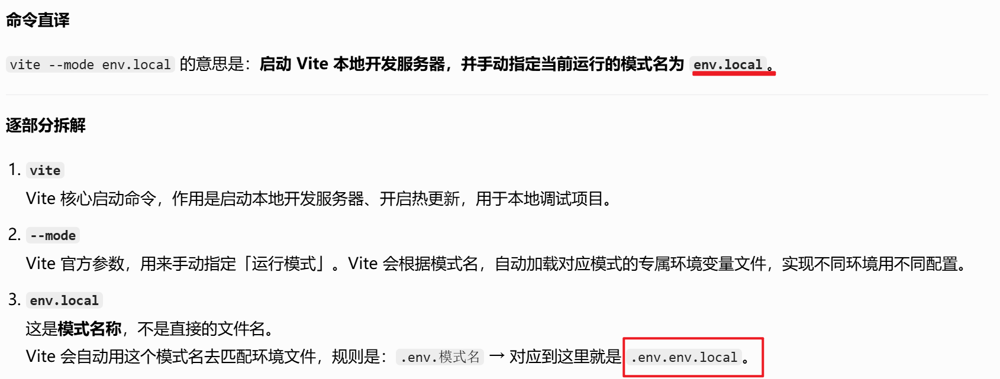 命令直译
vite --mode env.local 的意思是：启动 Vite 本地开发服务器，并手动指定当前运行的模式名为 env.local。
逐部分拆解
1. vite
Vite 核心启动命令，作用是启动本地开发服务器、开启热更新，用于本地调试项目。
2. --mode
Vite 官方参数，用来手动指定「运行模式」。Vite 会根据模式名，自动加载对应模式的专属环境变量文件，实现不同环境用不同配置。
3. env.local
这是模式名称，不是直接的文件名。
Vite 会自动用这个模式名去匹配环境文件，规则是：.env.模式名 → 对应到这里就是 .env.env.local。